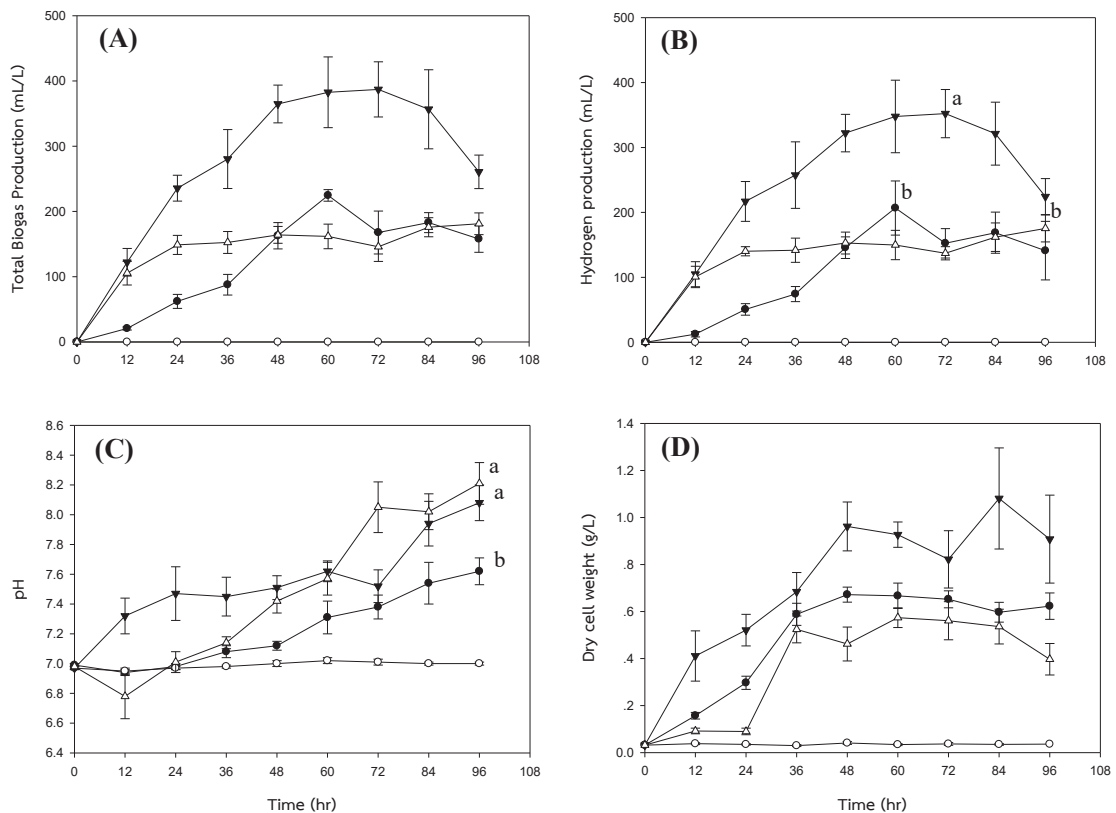 (A)
Total Biogas Production (mL/L)
500
400
300
200
100
0
0 12 24 36 48 60 72 84 96 108
(B)
Hydrogen production (mL/L)
500
400
300
200
100
0
a
b
b
0 12 24 36 48 60 72 84 96 108
(C)
pH
8.6
8.4
8.2
8.0
7.8
7.6
7.4
7.2
7.0
6.8
6.6
6.4
a
a
b
0 12 24 36 48 60 72 84 96 108
Time (hr)
(D)
Dry cell weight (g/L)
1.4
1.2
1.0
.8
.6
.4
.2
0.0
0 12 24 36 48 60 72 84 96 108
Time (hr)